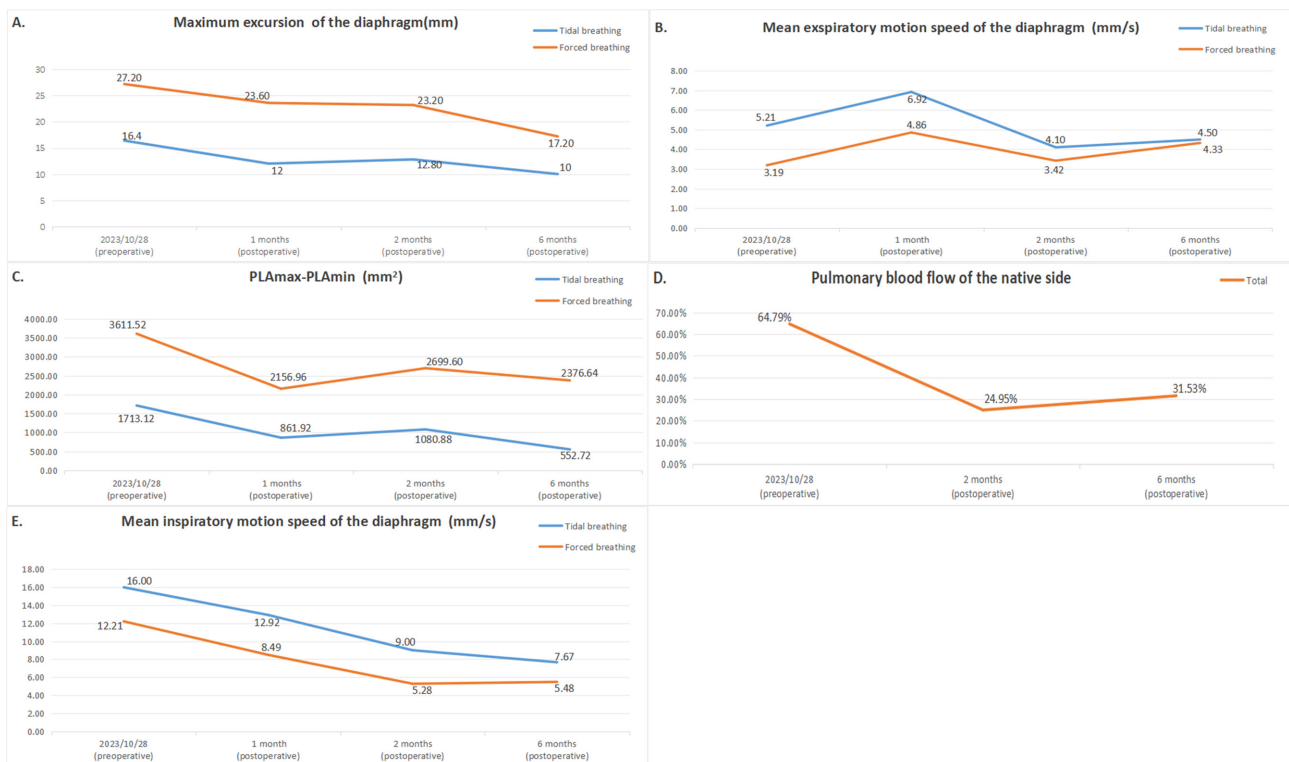 A.
Maximum excursion of the diaphragm(mm)
Tidal breathing
Forced breathing
30
25
20
15
10
5
0
27.20
23.60
23.20
17.20
16.4
12
12.80
10
2023/10/28
(preoperative)
1 months
(postoperative)
2 months
(postoperative)
6 months
(postoperative)
B.
Mean exspiratory motion speed of the diaphragm (mm/s)
Tidal breathing
Forced breathing
8.00
7.00
6.00
5.00
4.00
3.00
2.00
1.00
0.00
5.21
6.92
4.10
4.50
3.19
4.86
3.42
4.33
2023/10/28
(preoperative)
1 month
(postoperative)
2 months
(postoperative)
6 months
(postoperative)
C.
PLAmax-PLAmin (mm²)
Tidal breathing
Forced breathing
4000.00
3500.00
3000.00
2500.00
2000.00
1500.00
1000.00
500.00
0.00
3611.52
2156.96
2699.60
2376.64
1713.12
861.92
1080.88
552.72
2023/10/28
(preoperative)
1 months
(postoperative)
2 months
(postoperative)
6 months
(postoperative)
D.
Pulmonary blood flow of the native side
Total
70.00%
60.00%
50.00%
40.00%
30.00%
20.00%
10.00%
0.00%
64.79%
24.95%
31.53%
2023/10/28
(preoperative)
2 months
(postoperative)
6 months
(postoperative)
E.
Mean inspiratory motion speed of the diaphragm (mm/s)
Tidal breathing
Forced breathing
18.00
16.00
14.00
12.00
10.00
8.00
6.00
4.00
2.00
0.00
16.00
12.92
9.00
7.67
12.21
8.49
5.28
5.48
2023/10/28
(preoperative)
1 month
(postoperative)
2 months
(postoperative)
6 months
(postoperative)